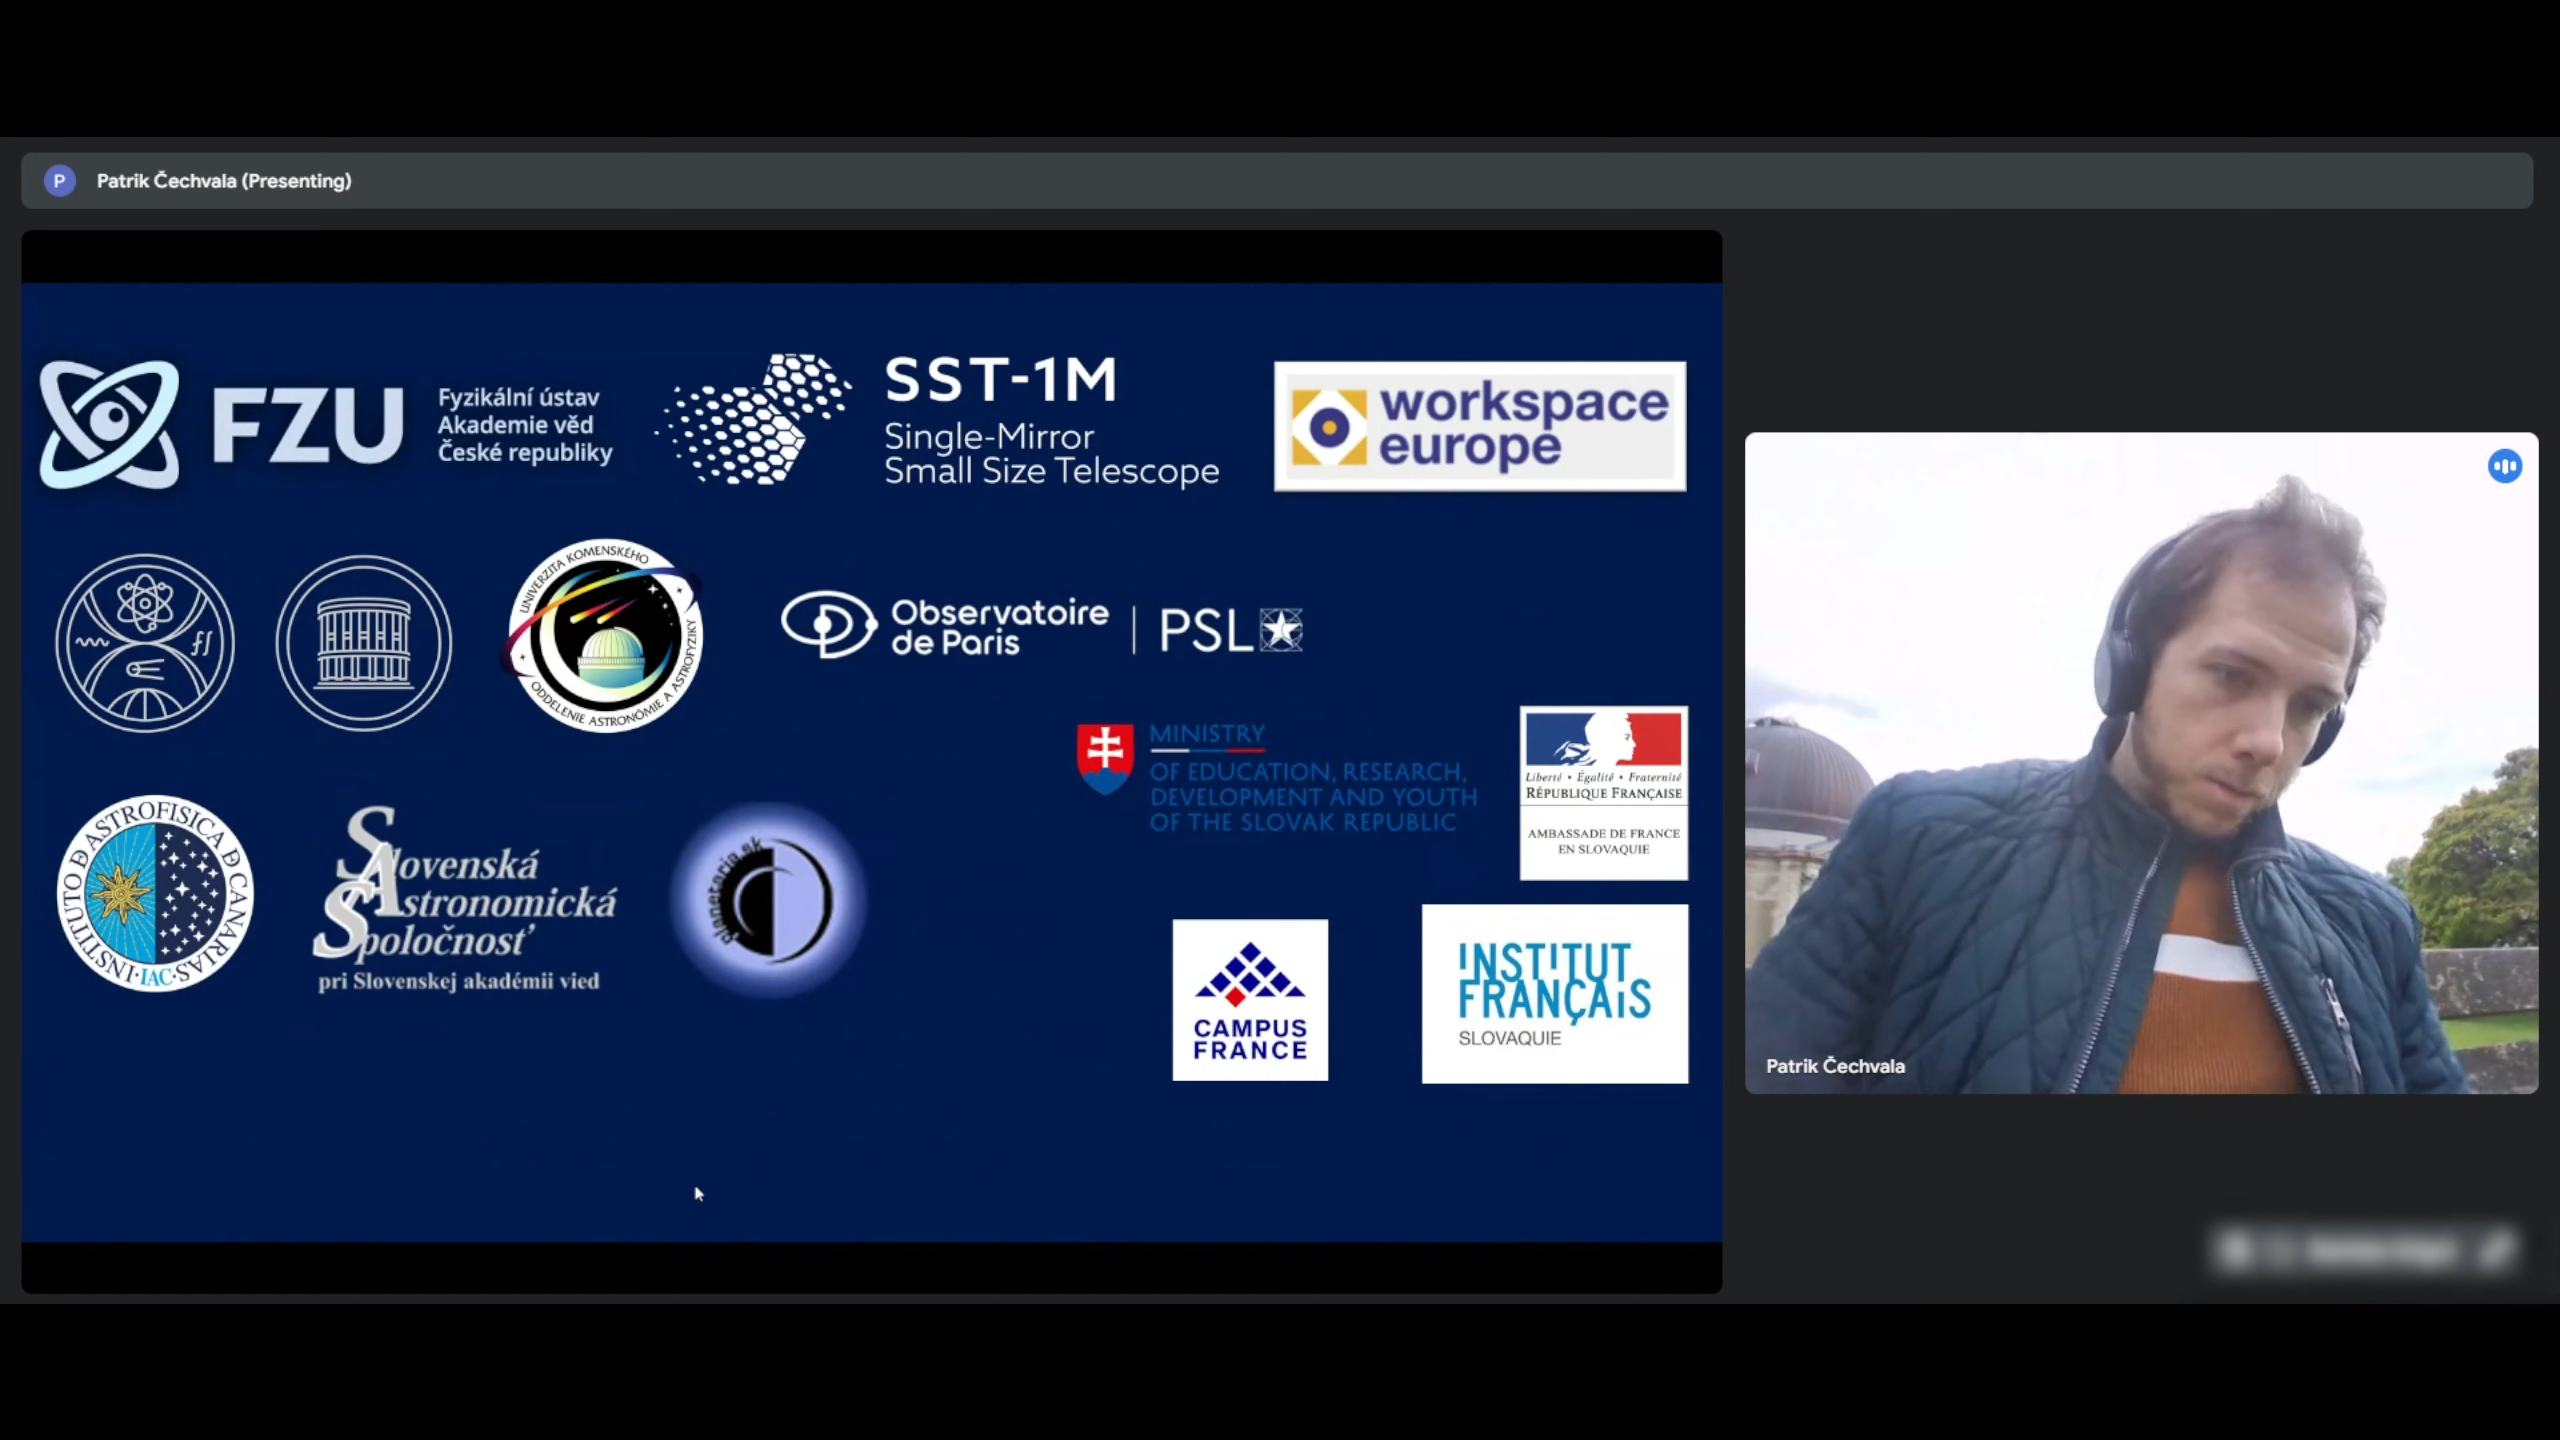 P
Patrik Čechvala (Presenting)
FZU
Fyzikální ústav
Akademie věd
České republiky
SST-1M
Single-Mirror
Small Size Telescope
workspace
europe
UNIVERZITA KOMENSKÉHO
ODDELENIE ASTRONÓMIE A ASTROFYZIKY
Observatoire
de Paris
PSL
MINISTRY
OF EDUCATION, RESEARCH,
DEVELOPMENT AND YOUTH
OF THE SLOVAK REPUBLIC
Liberté • Égalité • Fraternité
RÉPUBLIQUE FRANÇAISE
AMBASSADE DE FRANCE
EN SLOVAQUIE
INSTITUTO DE ASTROFISICA DE CANARIAS
IAC
Slovenská
Astronomická
Spoločnosť
pri Slovenskej akadémii vied
planetaria.sk
CAMPUS
FRANCE
INSTITUT
FRANÇAIS
SLOVAQUIE
Patrik Čechvala